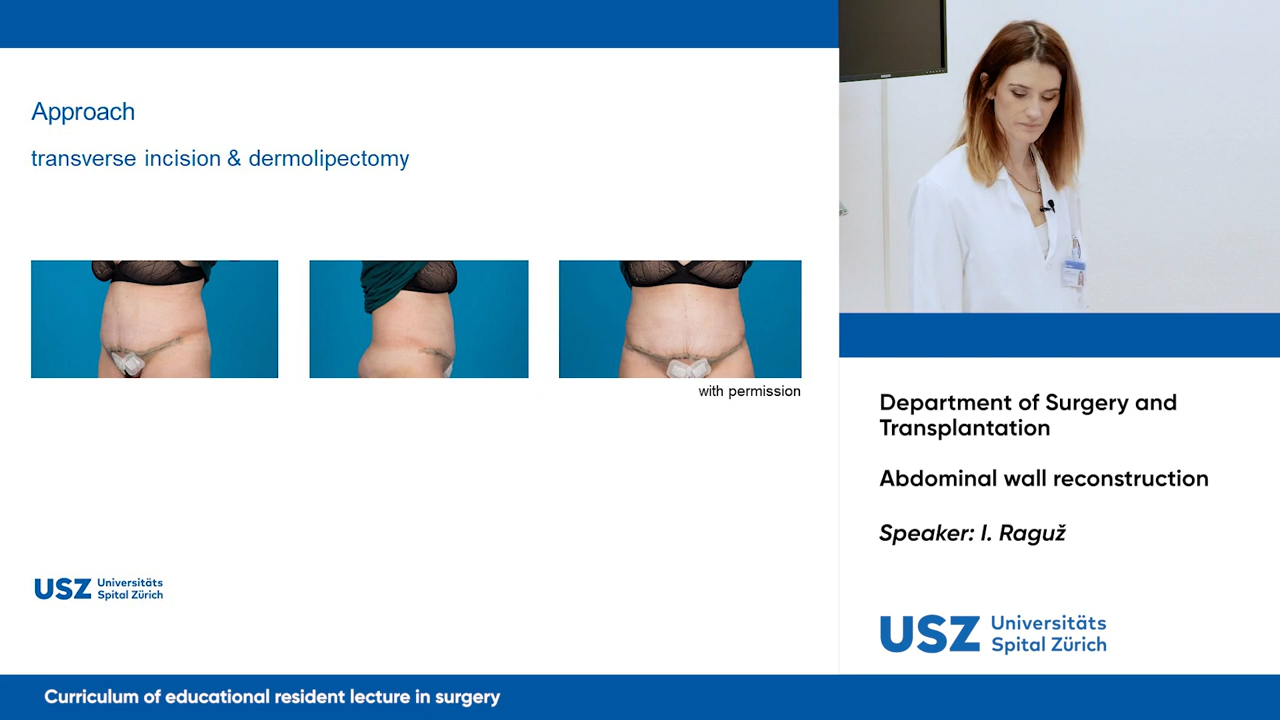 Approach
transverse incision & dermolipectomy
with permission
USZ Universitäts
Spital Zürich
Department of Surgery and
Transplantation
Abdominal wall reconstruction
Speaker: I. Raguž
USZ Universitäts
Spital Zürich
Curriculum of educational resident lecture in surgery